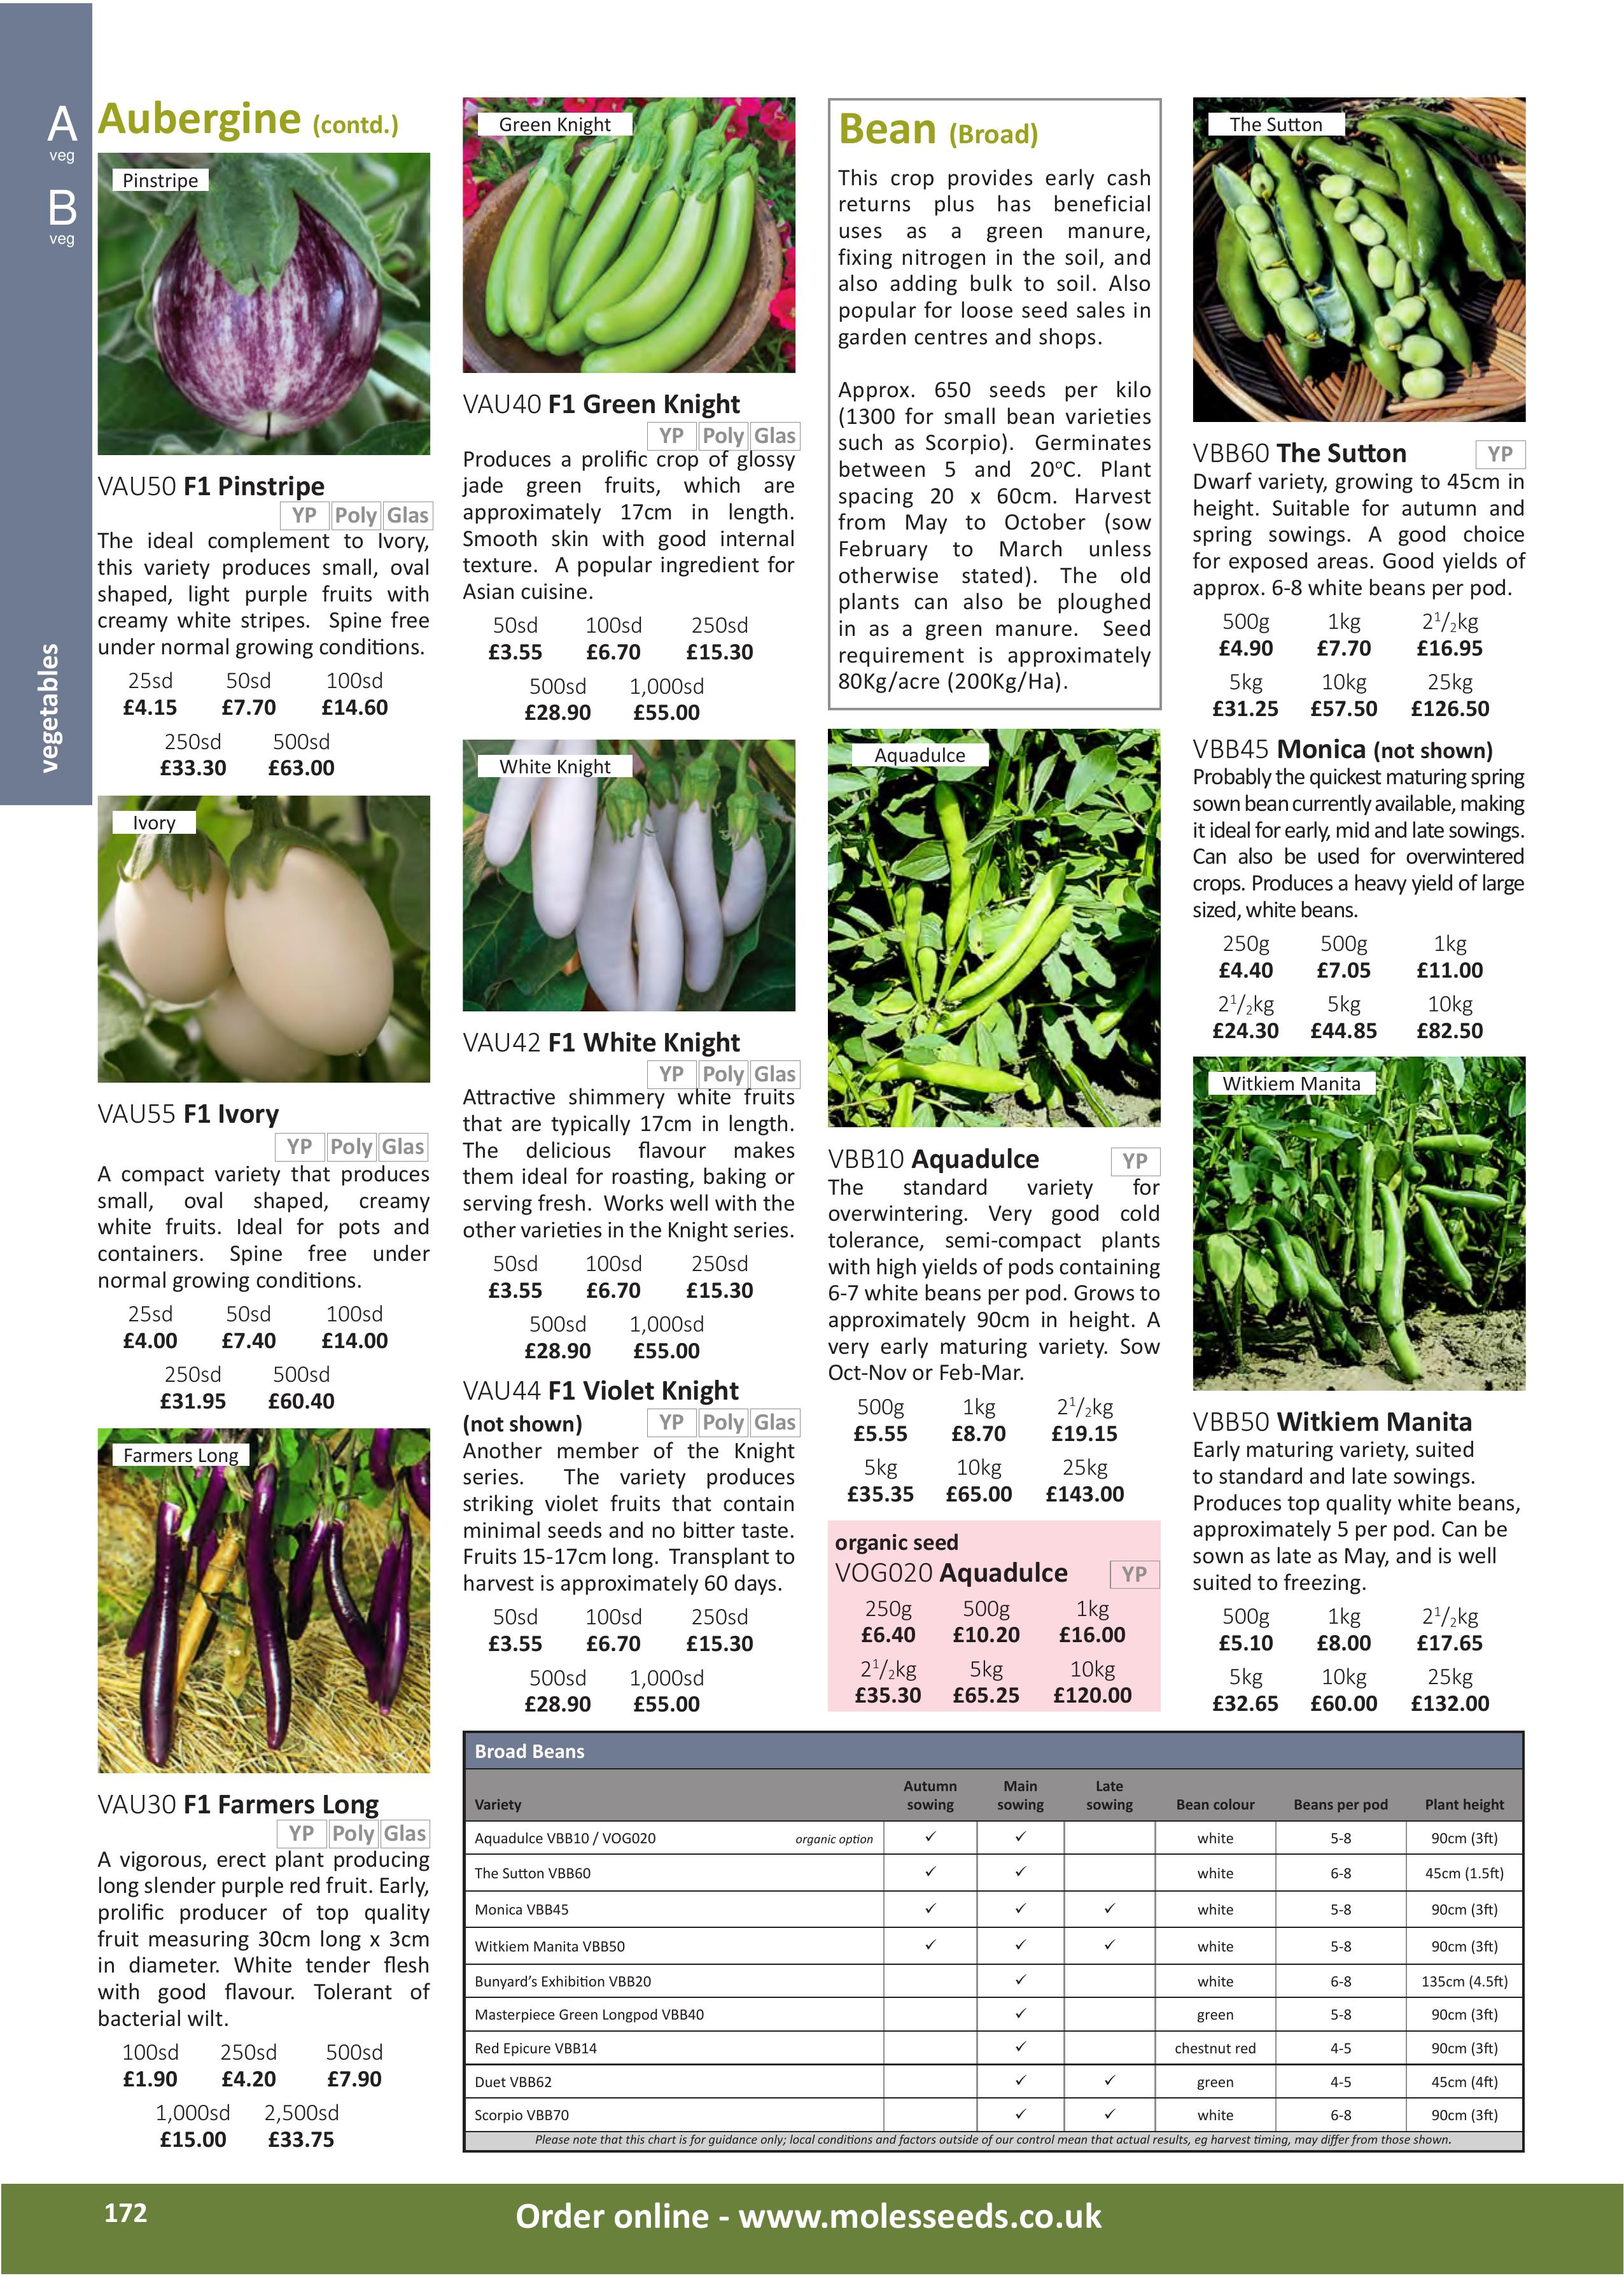 A
veg
B
veg
vegetables
Aubergine (contd.)
Pinstripe
VAU50 F1 Pinstripe
YP Poly Glas
The ideal complement to Ivory,
this variety produces small, oval
shaped, light purple fruits with
creamy white stripes. Spine free
under normal growing conditions.
25sd 50sd 100sd
£4.15 £7.70 £14.60
250sd 500sd
£33.30 £63.00
Ivory
VAU55 F1 Ivory
YP Poly Glas
A compact variety that produces
small, oval shaped, creamy
white fruits. Ideal for pots and
containers. Spine free under
normal growing conditions.
25sd 50sd 100sd
£4.00 £7.40 £14.00
250sd 500sd
£31.95 £60.40
Farmers Long
VAU30 F1 Farmers Long
YP Poly Glas
A vigorous, erect plant producing
long slender purple red fruit. Early,
prolific producer of top quality
fruit measuring 30cm long x 3cm
in diameter. White tender flesh
with good flavour. Tolerant of
bacterial wilt.
100sd 250sd 500sd
£1.90 £4.20 £7.90
1,000sd 2,500sd
£15.00 £33.75
Green Knight
VAU40 F1 Green Knight
YP Poly Glas
Produces a prolific crop of glossy
jade green fruits, which are
approximately 17cm in length.
Smooth skin with good internal
texture. A popular ingredient for
Asian cuisine.
50sd 100sd 250sd
£3.55 £6.70 £15.30
500sd 1,000sd
£28.90 £55.00
White Knight
VAU42 F1 White Knight
YP Poly Glas
Attractive shimmery white fruits
that are typically 17cm in length.
The delicious flavour makes
them ideal for roasting, baking or
serving fresh. Works well with the
other varieties in the Knight series.
50sd 100sd 250sd
£3.55 £6.70 £15.30
500sd 1,000sd
£28.90 £55.00
VAU44 F1 Violet Knight
(not shown) YP Poly Glas
Another member of the Knight
series. The variety produces
striking violet fruits that contain
minimal seeds and no bitter taste.
Fruits 15-17cm long. Transplant to
harvest is approximately 60 days.
50sd 100sd 250sd
£3.55 £6.70 £15.30
500sd 1,000sd
£28.90 £55.00
Bean (Broad)
This crop provides early cash
returns plus has beneficial
uses as a green manure,
fixing nitrogen in the soil, and
also adding bulk to soil. Also
popular for loose seed sales in
garden centres and shops.
Approx. 650 seeds per kilo
(1300 for small bean varieties
such as Scorpio). Germinates
between 5 and 20ºC. Plant
spacing 20 x 60cm. Harvest
from May to October (sow
February to March unless
otherwise stated). The old
plants can also be ploughed
in as a green manure. Seed
requirement is approximately
80Kg/acre (200Kg/Ha).
Aquadulce
VBB10 Aquadulce YP
The standard variety for
overwintering. Very good cold
tolerance, semi-compact plants
with high yields of pods containing
6-7 white beans per pod. Grows to
approximately 90cm in height. A
very early maturing variety. Sow
Oct-Nov or Feb-Mar.
500g 1kg 2¹/₂kg
£5.55 £8.70 £19.15
5kg 10kg 25kg
£35.35 £65.00 £143.00
organic seed
VOG020 Aquadulce YP
250g 500g 1kg
£6.40 £10.20 £16.00
2¹/₂kg 5kg 10kg
£35.30 £65.25 £120.00
The Sutton
VBB60 The Sutton YP
Dwarf variety, growing to 45cm in
height. Suitable for autumn and
spring sowings. A good choice
for exposed areas. Good yields of
approx. 6-8 white beans per pod.
500g 1kg 2¹/₂kg
£4.90 £7.70 £16.95
5kg 10kg 25kg
£31.25 £57.50 £126.50
VBB45 Monica (not shown)
Probably the quickest maturing spring
sown bean currently available, making
it ideal for early, mid and late sowings.
Can also be used for overwintered
crops. Produces a heavy yield of large
sized, white beans.
250g 500g 1kg
£4.40 £7.05 £11.00
2¹/₂kg 5kg 10kg
£24.30 £44.85 £82.50
Witkiem Manita
VBB50 Witkiem Manita
Early maturing variety, suited
to standard and late sowings.
Produces top quality white beans,
approximately 5 per pod. Can be
sown as late as May, and is well
suited to freezing.
500g 1kg 2¹/₂kg
£5.10 £8.00 £17.65
5kg 10kg 25kg
£32.65 £60.00 £132.00
Broad Beans
Autumn Main Late
Variety sowing sowing sowing Bean colour Beans per pod Plant height
Aquadulce VBB10 / VOG020 organic option ✓ ✓ white 5-8 90cm (3ft)
The Sutton VBB60 ✓ ✓ white 6-8 45cm (1.5ft)
Monica VBB45 ✓ ✓ ✓ white 5-8 90cm (3ft)
Witkiem Manita VBB50 ✓ ✓ ✓ white 5-8 90cm (3ft)
Bunyard's Exhibition VBB20 ✓ white 6-8 135cm (4.5ft)
Masterpiece Green Longpod VBB40 ✓ green 5-8 90cm (3ft)
Red Epicure VBB14 ✓ chestnut red 4-5 90cm (3ft)
Duet VBB62 ✓ ✓ green 4-5 45cm (4ft)
Scorpio VBB70 ✓ ✓ white 6-8 90cm (3ft)
Please note that this chart is for guidance only; local conditions and factors outside of our control mean that actual results, eg harvest timing, may differ from those shown.
172
Order online - www.molesseeds.co.uk